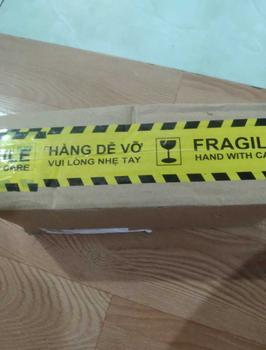 ILE
CARE
HÀNG DỄ VỠ
VUI LÒNG NHẸ TAY
FRAGIL
HAND WITH CA